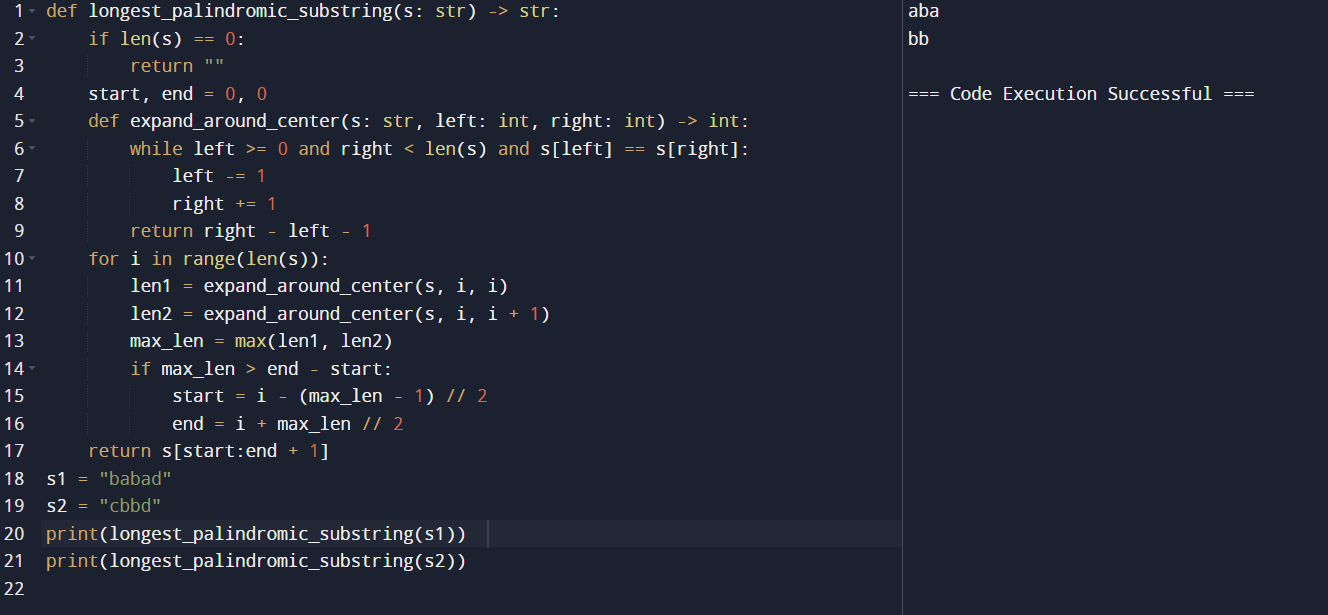 1 def longest_palindromic_substring(s: str) -> str:
2     if len(s) == 0:
3         return ""
4     start, end = 0, 0
5     def expand_around_center(s: str, left: int, right: int) -> int:
6         while left >= 0 and right < len(s) and s[left] == s[right]:
7             left -= 1
8             right += 1
9         return right - left - 1
10     for i in range(len(s)):
11         len1 = expand_around_center(s, i, i)
12         len2 = expand_around_center(s, i, i + 1)
13         max_len = max(len1, len2)
14         if max_len > end - start:
15             start = i - (max_len - 1) // 2
16             end = i + max_len // 2
17     return s[start:end + 1]
18 s1 = "babad"
19 s2 = "cbbd"
20 print(longest_palindromic_substring(s1))
21 print(longest_palindromic_substring(s2))
22
aba
bb
=== Code Execution Successful ===